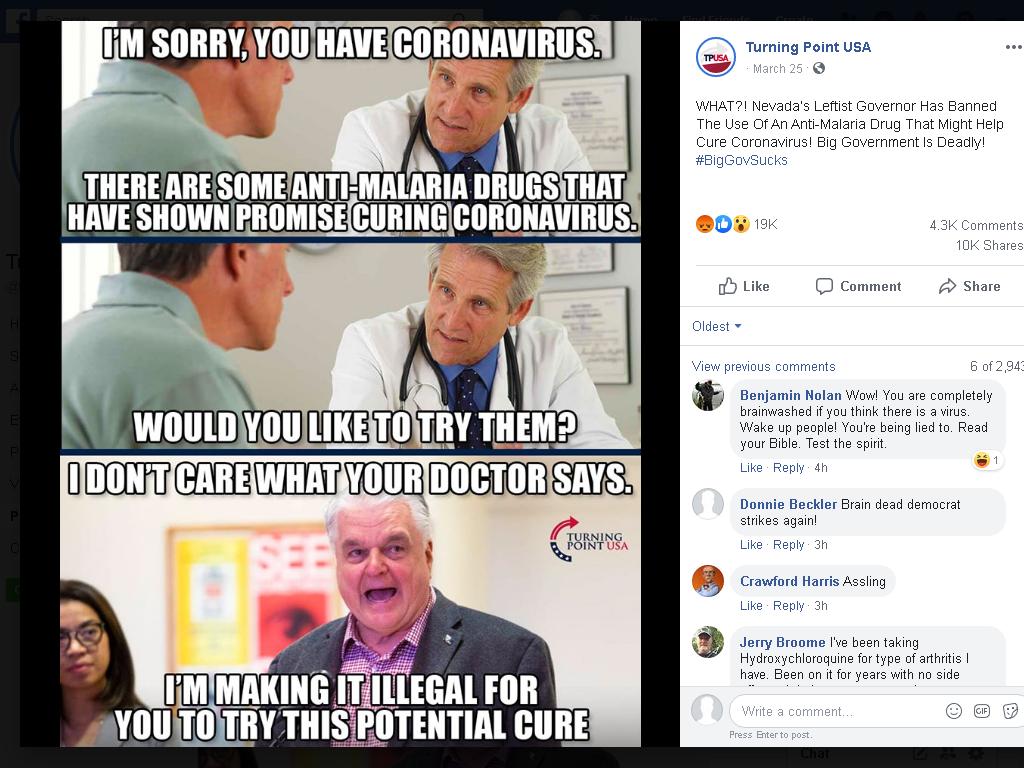 I'M SORRY, YOU HAVE CORONAVIRUS.
THERE ARE SOME ANTI-MALARIA DRUGS THAT
HAVE SHOWN PROMISE CURING CORONAVIRUS.
WOULD YOU LIKE TO TRY THEM?
I DON'T CARE WHAT YOUR DOCTOR SAYS.
TURNING
POINT USA
SEE
I'M MAKING IT ILLEGAL FOR
YOU TO TRY THIS POTENTIAL CURE
TPUSA
Turning Point USA
· March 25 ·
WHAT?! Nevada's Leftist Governor Has Banned
The Use Of An Anti-Malaria Drug That Might Help
Cure Coronavirus! Big Government Is Deadly!
#BigGovSucks
19K
4.3K Comments
10K Shares
Like Comment Share
Oldest
View previous comments 6 of 2,943
Benjamin Nolan Wow! You are completely
brainwashed if you think there is a virus.
Wake up people! You're being lied to. Read
your Bible. Test the spirit.
1
Like · Reply · 4h
Donnie Beckler Brain dead democrat
strikes again!
Like · Reply · 3h
Crawford Harris Assling
Like · Reply · 3h
Jerry Broome I've been taking
Hydroxychloroquine for type of arthritis I
have. Been on it for years with no side
Write a comment...
GIF
Press Enter to post.
Chat